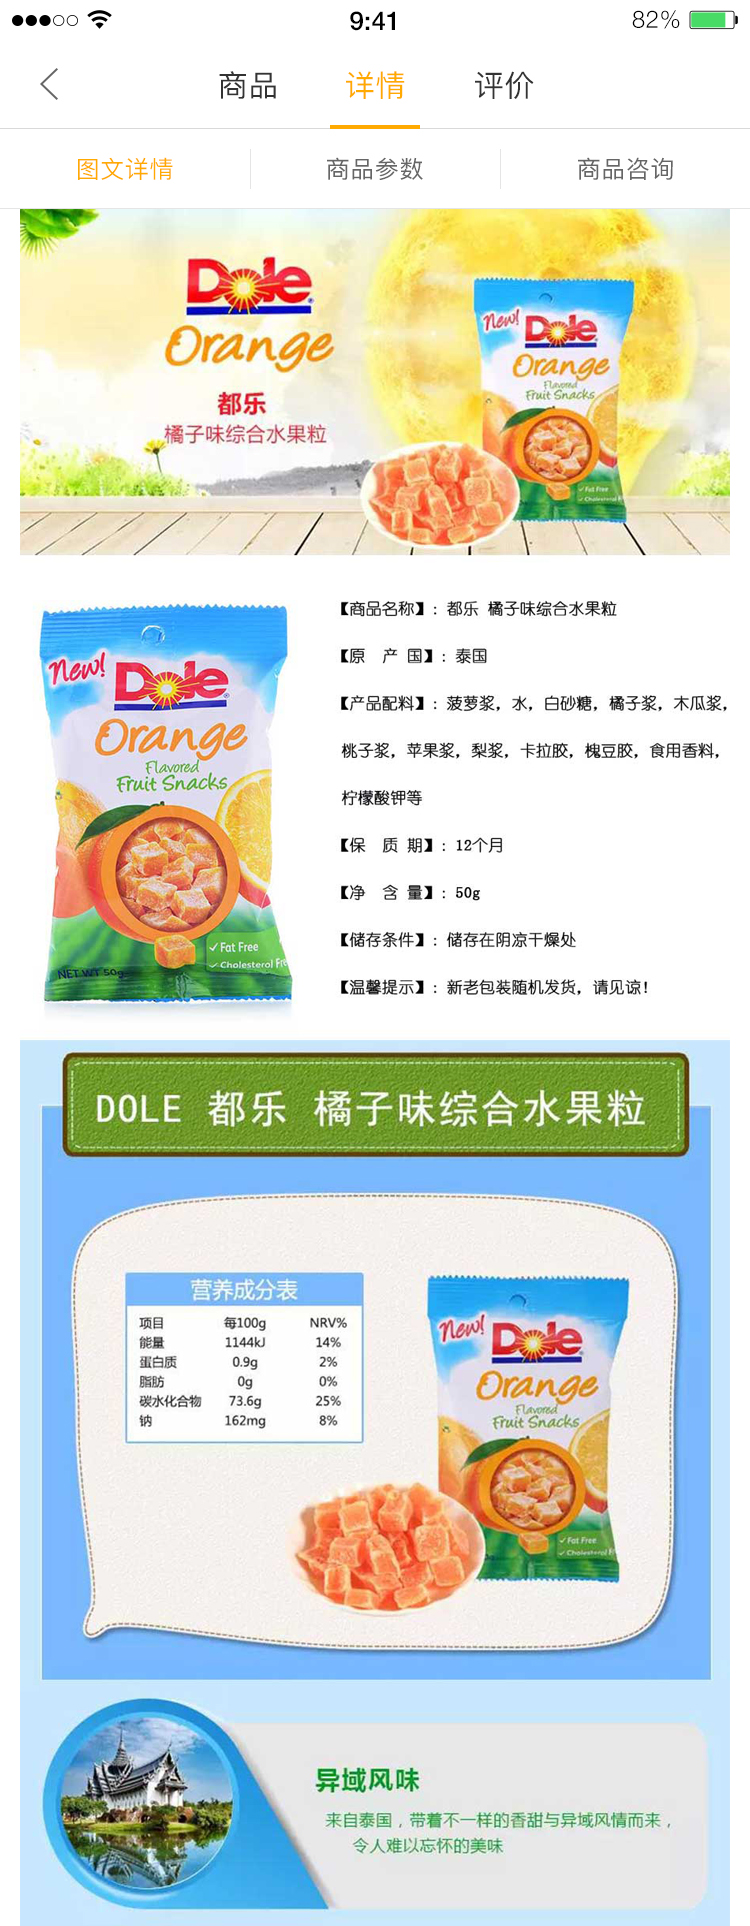 9:41
82%
商品
详情
评价
图文详情
商品参数
商品咨询
Dole
Orange
都乐
橘子味综合水果粒
New!
Dole
Orange
Flavored
Fruit Snacks
✓ Fat Free
✓ Cholesterol F
【商品名称】: 都乐 橘子味综合水果粒
【原 产 国】: 泰国
【产品配料】: 菠萝浆, 水, 白砂糖, 橘子浆, 木瓜浆,
桃子浆, 苹果浆, 梨浆, 卡拉胶, 槐豆胶, 食用香料,
柠檬酸钾等
【保 质 期】: 12个月
【净 含 量】: 50g
【储存条件】: 储存在阴凉干燥处
【温馨提示】: 新老包装随机发货, 请见谅!
New!
Dole
Orange
Flavored
Fruit Snacks
✓ Fat Free
✓ Cholesterol Fre
NET WT 50g
DOLE 都乐 橘子味综合水果粒
营养成分表
项目 每100g NRV%
能量 1144kJ 14%
蛋白质 0.9g 2%
脂肪 0g 0%
碳水化合物 73.6g 25%
钠 162mg 8%
New!
Dole
Orange
Flavored
Fruit Snacks
✓ Fat Free
✓ Cholesterol Fr
异域风味
来自泰国，带着不一样的香甜与异域风情而来，
令人难以忘怀的美味